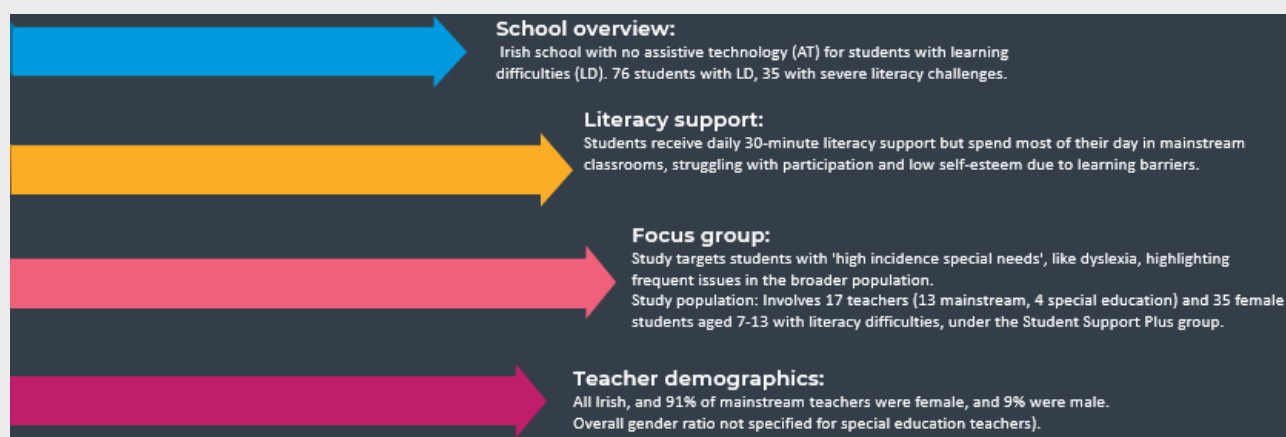 School overview:
Irish school with no assistive technology (AT) for students with learning
difficulties (LD). 76 students with LD, 35 with severe literacy challenges.
Literacy support:
Students receive daily 30-minute literacy support but spend most of their day in mainstream
classrooms, struggling with participation and low self-esteem due to learning barriers.
Focus group:
Study targets students with 'high incidence special needs', like dyslexia, highlighting
frequent issues in the broader population.
Study population: Involves 17 teachers (13 mainstream, 4 special education) and 35 female
students aged 7-13 with literacy difficulties, under the Student Support Plus group.
Teacher demographics:
All Irish, and 91% of mainstream teachers were female, and 9% were male.
Overall gender ratio not specified for special education teachers).